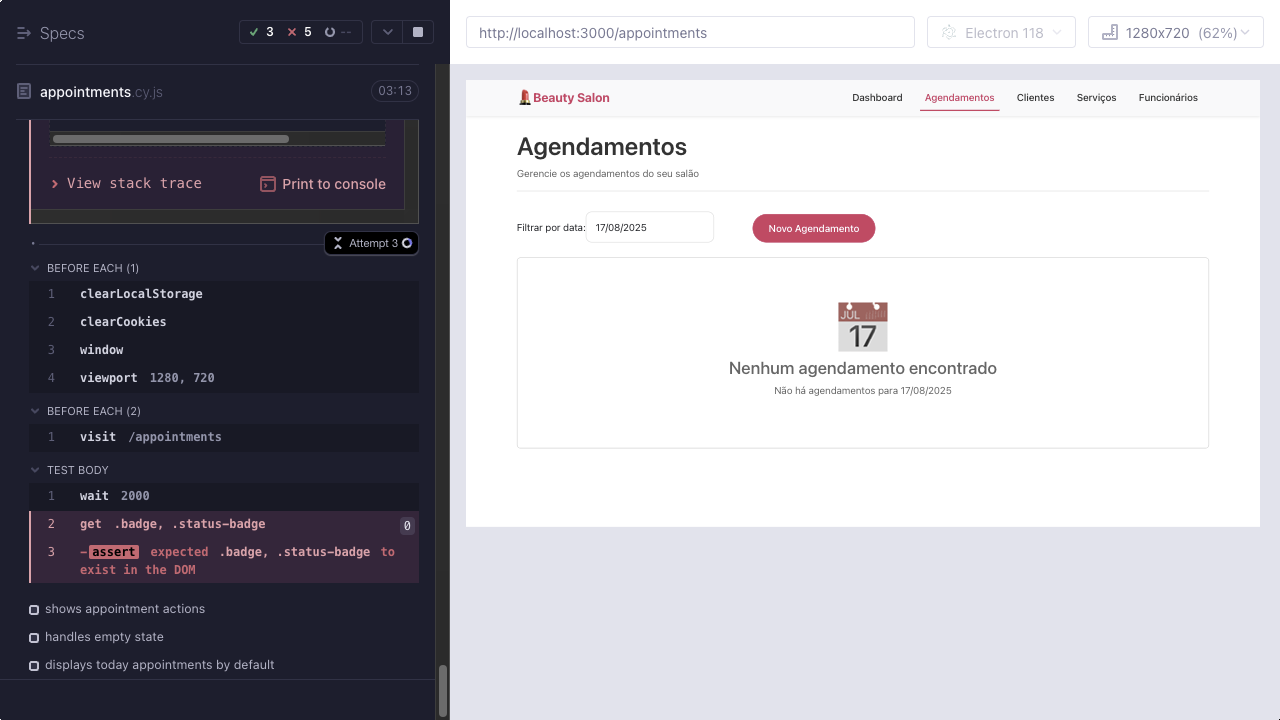 Specs
3 5 --
appointments.cy.js
03:13
View stack trace
Print to console
Attempt 3
BEFORE EACH (1)
1 clearLocalStorage
2 clearCookies
3 window
4 viewport 1280, 720
BEFORE EACH (2)
1 visit /appointments
TEST BODY
1 wait 2000
2 get .badge, .status-badge 0
3 -assert expected .badge, .status-badge to
exist in the DOM
shows appointment actions
handles empty state
displays today appointments by default
http://localhost:3000/appointments
Electron 118
1280x720 (62%)
Beauty Salon
Dashboard Agendamentos Clientes Serviços Funcionários
Agendamentos
Gerencie os agendamentos do seu salão
Filtrar por data: 17/08/2025
Novo Agendamento
JUL
17
Nenhum agendamento encontrado
Não há agendamentos para 17/08/2025